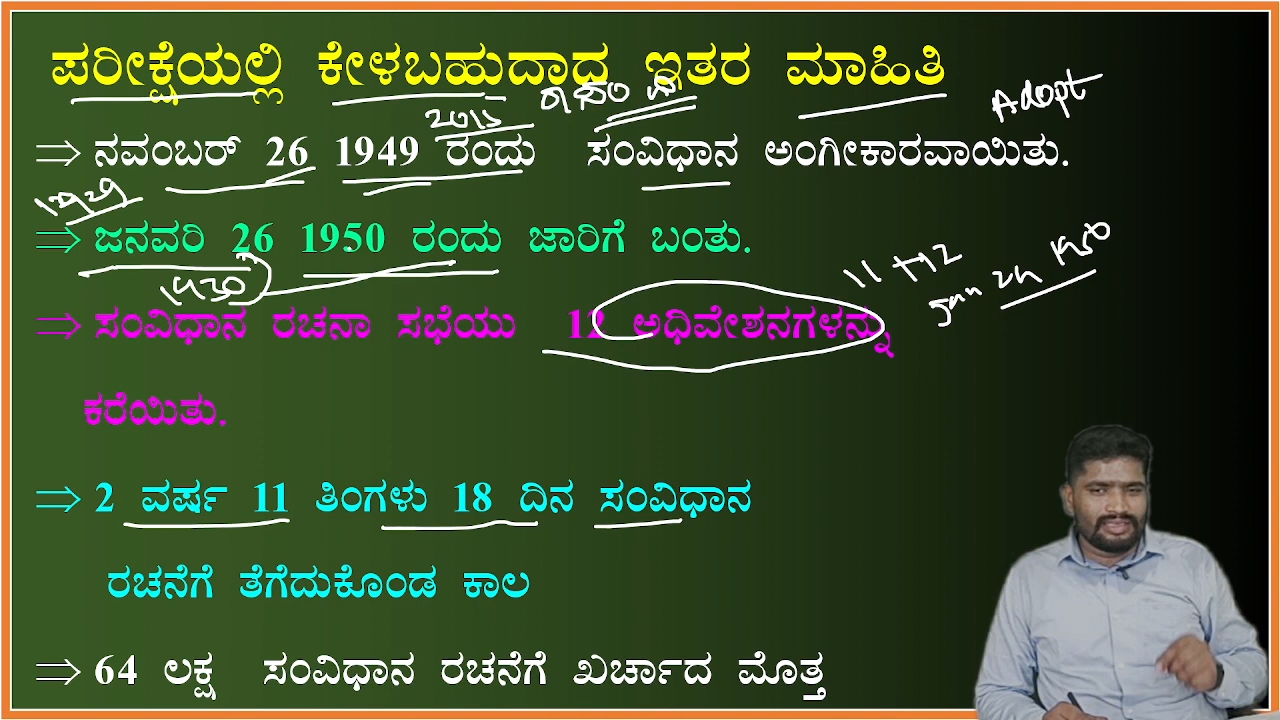 ಪರೀಕ್ಷೆಯಲ್ಲಿ ಕೇಳಬಹುದಾದ ಇತರ ಮಾಹಿತಿ
2015
Adopt
⇒ ನವಂಬರ್ 26 1949 ರಂದು ಸಂವಿಧಾನ ಅಂಗೀಕಾರವಾಯಿತು.
⇒ ಜನವರಿ 26 1950 ರಂದು ಜಾರಿಗೆ ಬಂತು.
11 +12
Jan 24 1950
⇒ ಸಂವಿಧಾನ ರಚನಾ ಸಭೆಯು 12 ಅಧಿವೇಶನಗಳನ್ನು
ಕರೆಯಿತು.
⇒ 2 ವರ್ಷ 11 ತಿಂಗಳು 18 ದಿನ ಸಂವಿಧಾನ
ರಚನೆಗೆ ತೆಗೆದುಕೊಂಡ ಕಾಲ
⇒ 64 ಲಕ್ಷ ಸಂವಿಧಾನ ರಚನೆಗೆ ಖರ್ಚಾದ ಮೊತ್ತ